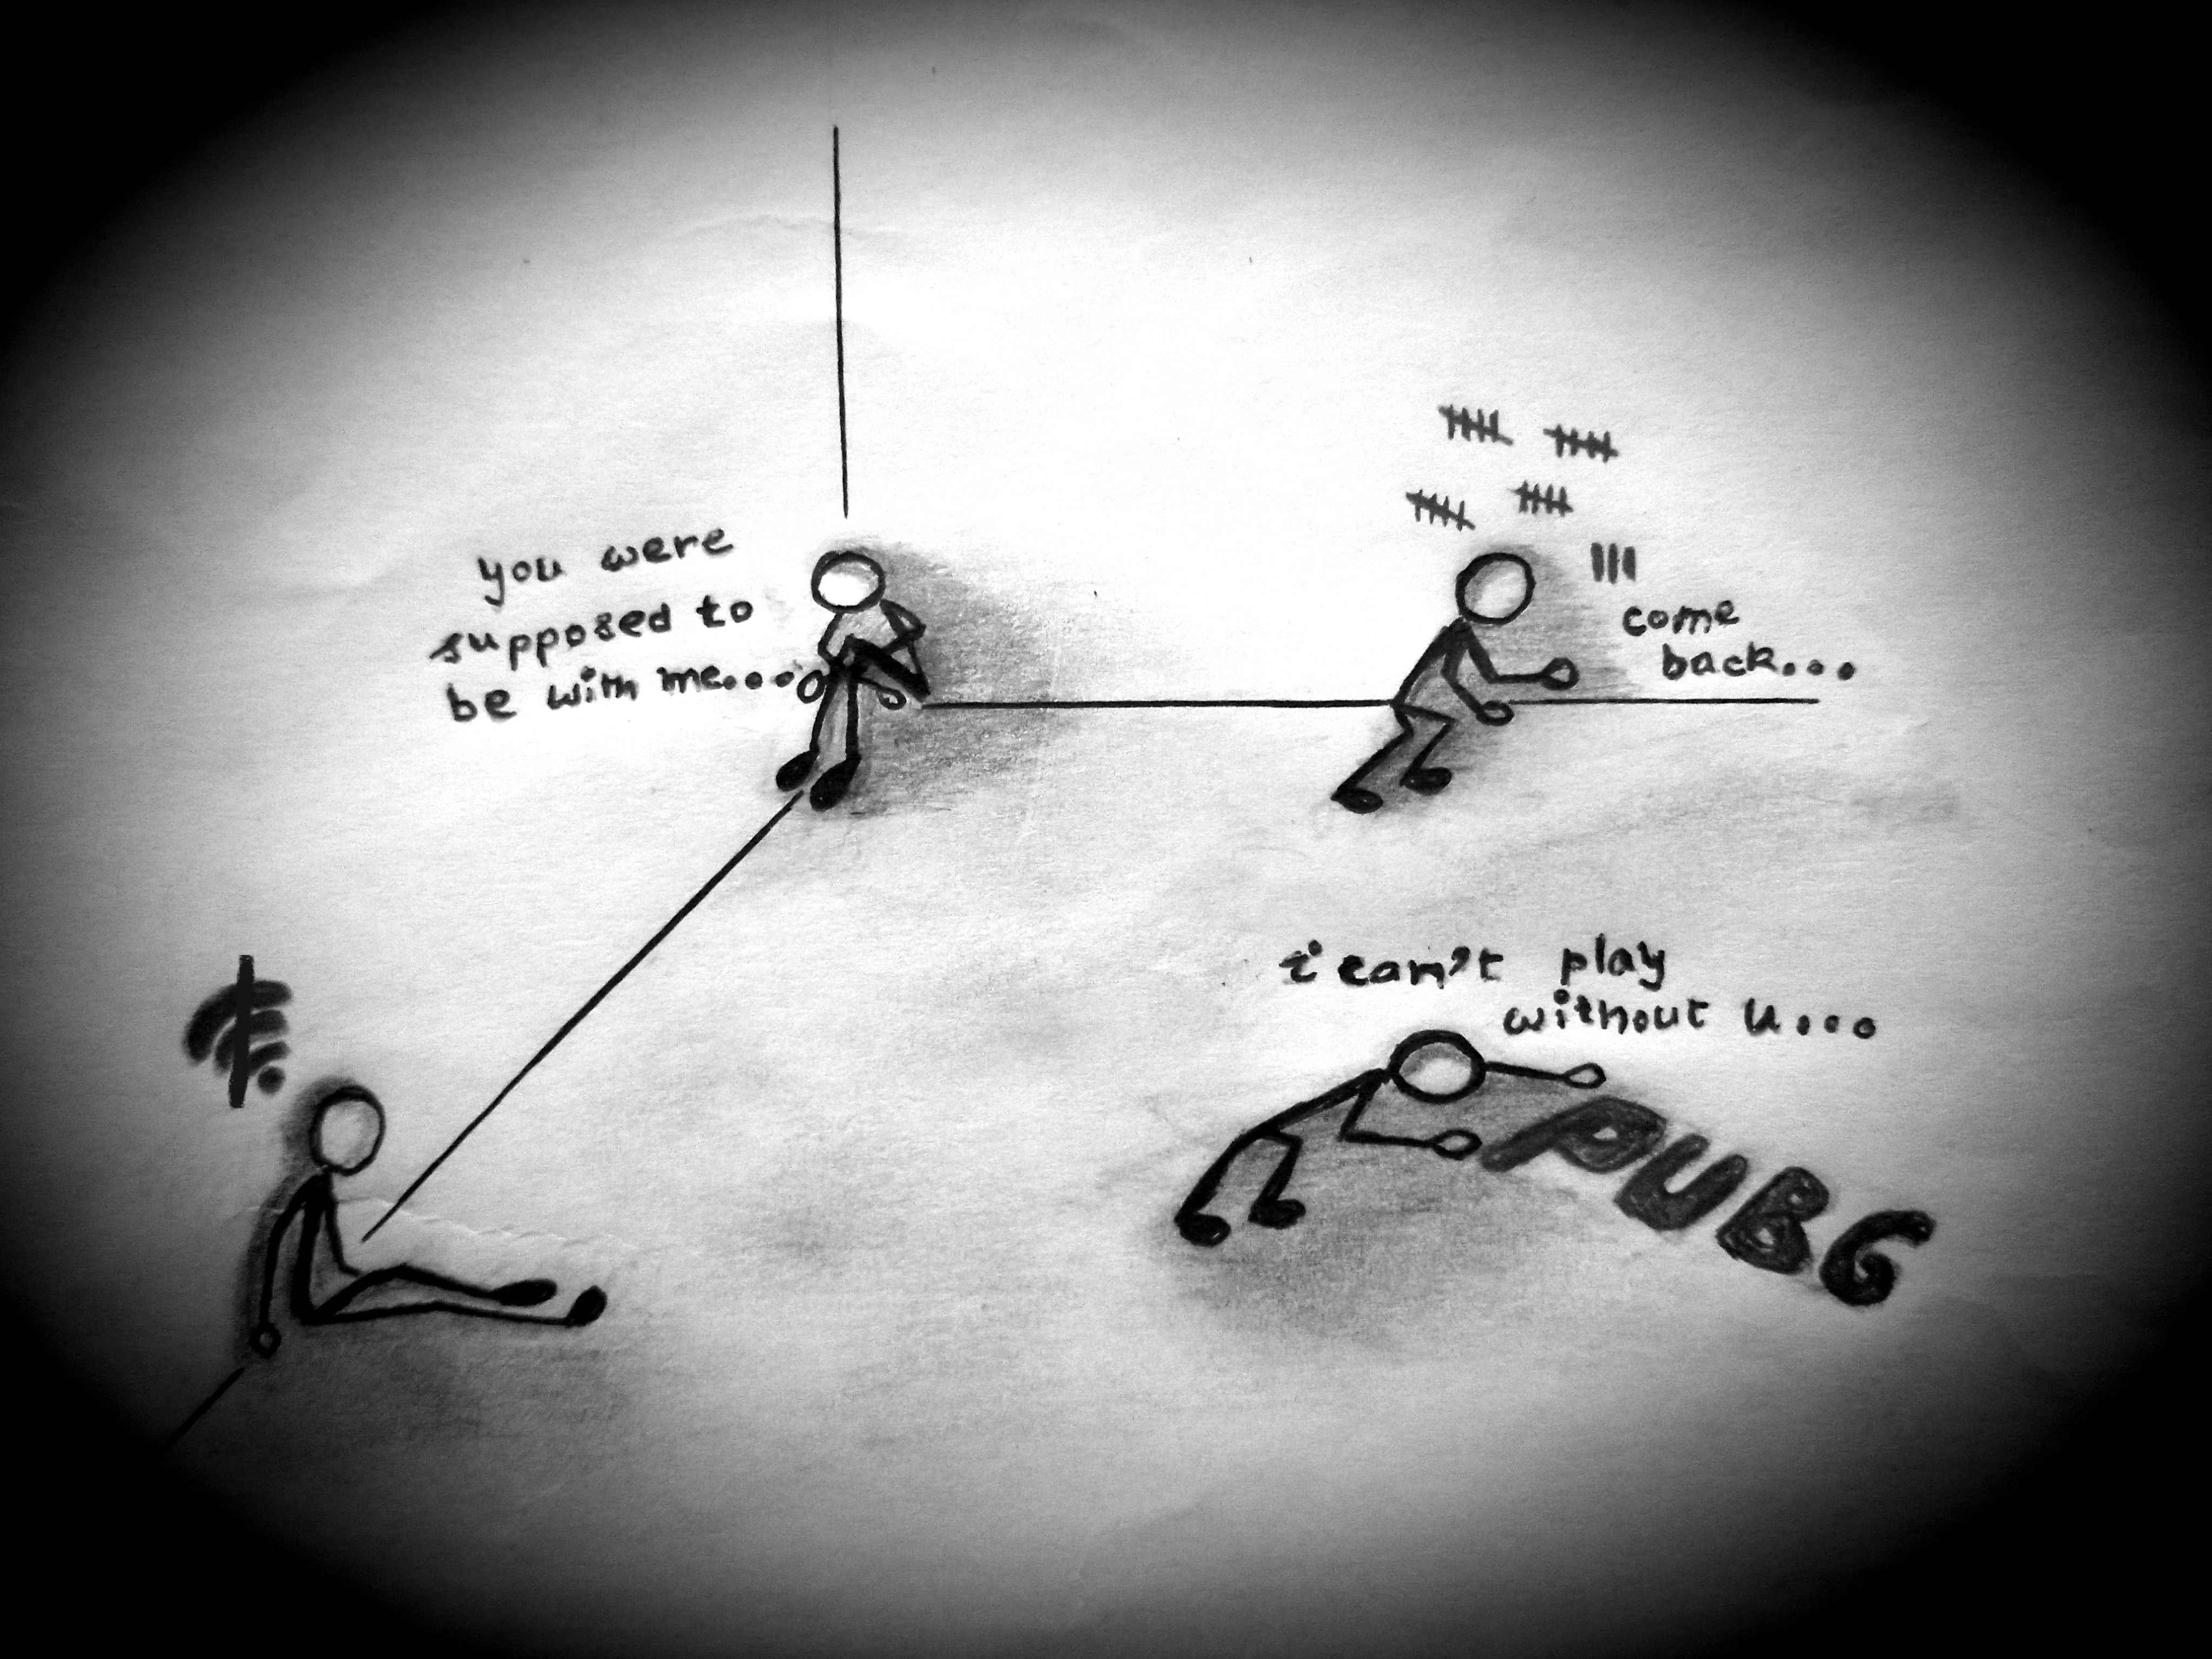 you were
supposed to
be with me...
come
back...
i can't play
without u...
PUBG